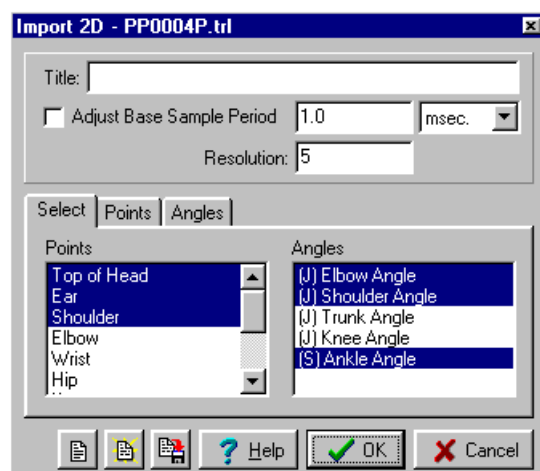 Import 2D - PP0004P.trl
Title:
Adjust Base Sample Period 1.0 msec.
Resolution: 5
Select Points Angles
Points
Top of Head
Ear
Shoulder
Elbow
Wrist
Hip
Angles
(J) Elbow Angle
(J) Shoulder Angle
(J) Trunk Angle
(J) Knee Angle
(S) Ankle Angle
Help OK Cancel